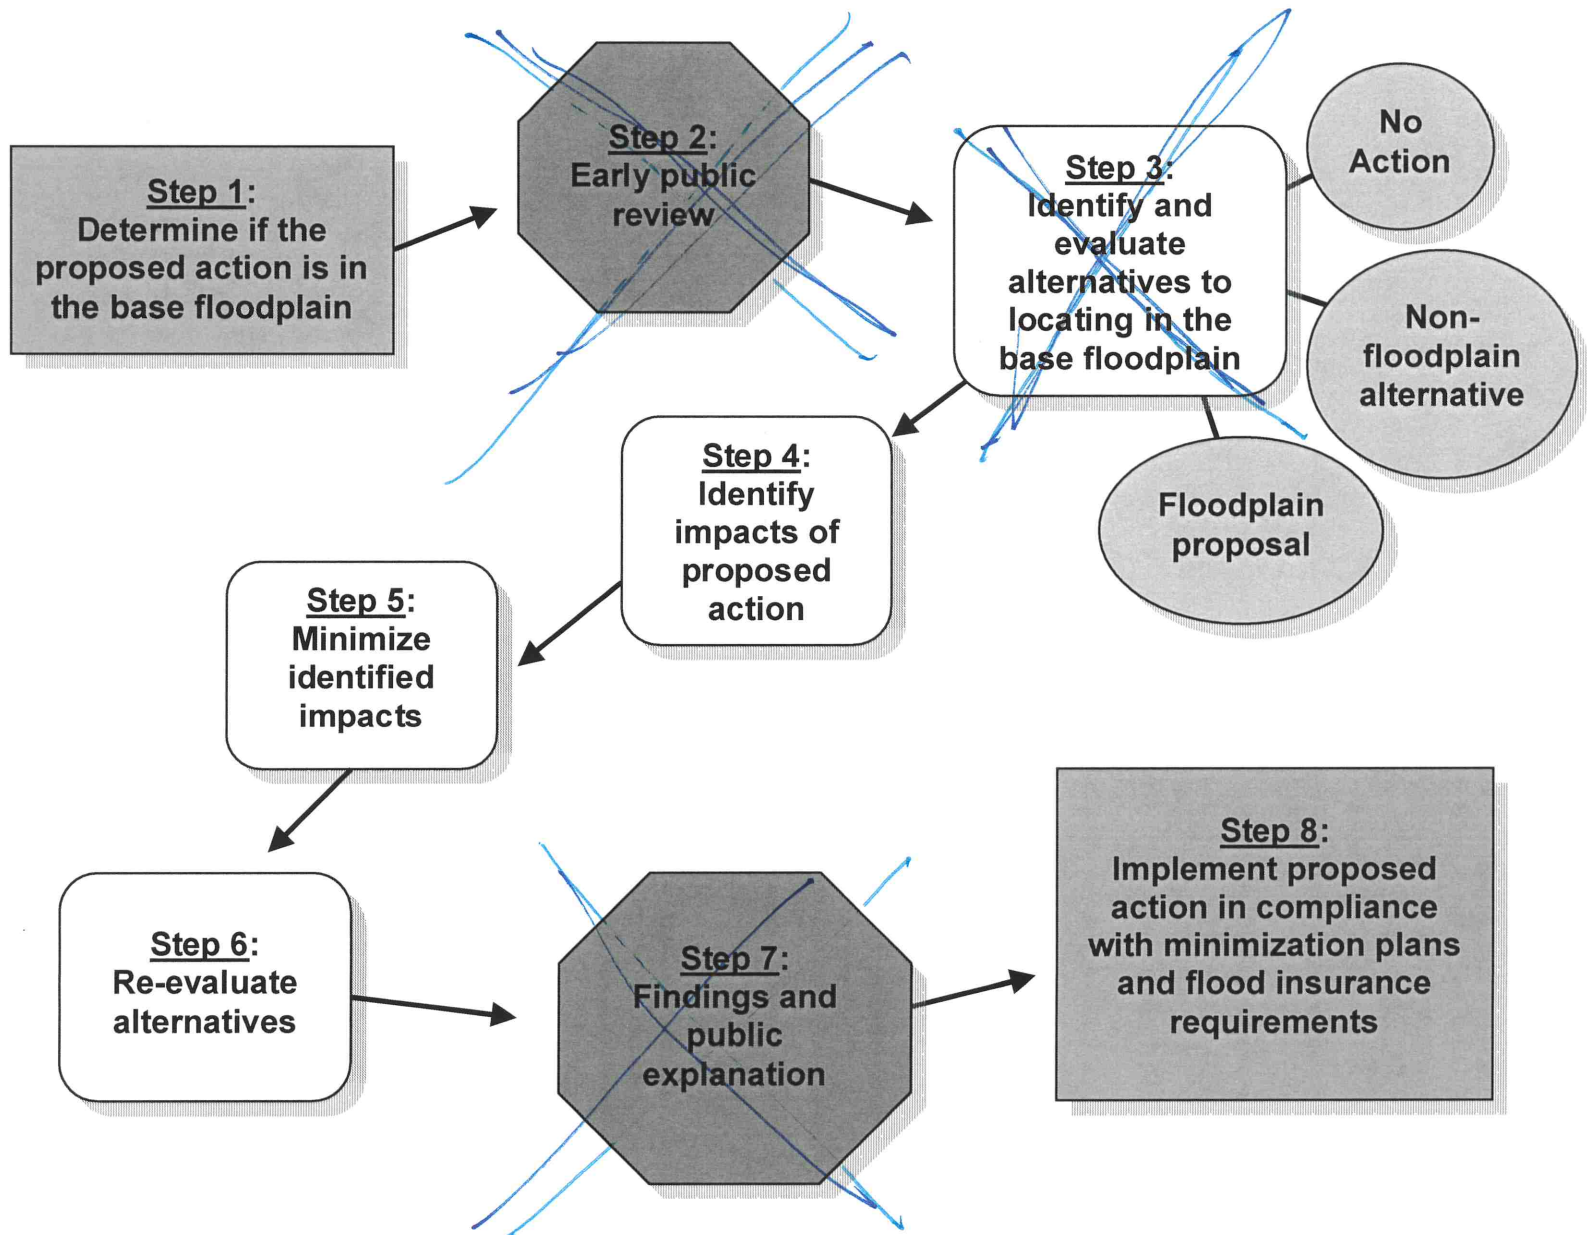 Step 1:
Determine if the
proposed action is in
the base floodplain
Step 2:
Early public
review
Step 3:
Identify and
evaluate
alternatives to
locating in the
base floodplain
No
Action
Non-
floodplain
alternative
Floodplain
proposal
Step 4:
Identify
impacts of
proposed
action
Step 5:
Minimize
identified
impacts
Step 6:
Re-evaluate
alternatives
Step 7:
Findings and
public
explanation
Step 8:
Implement proposed
action in compliance
with minimization plans
and flood insurance
requirements